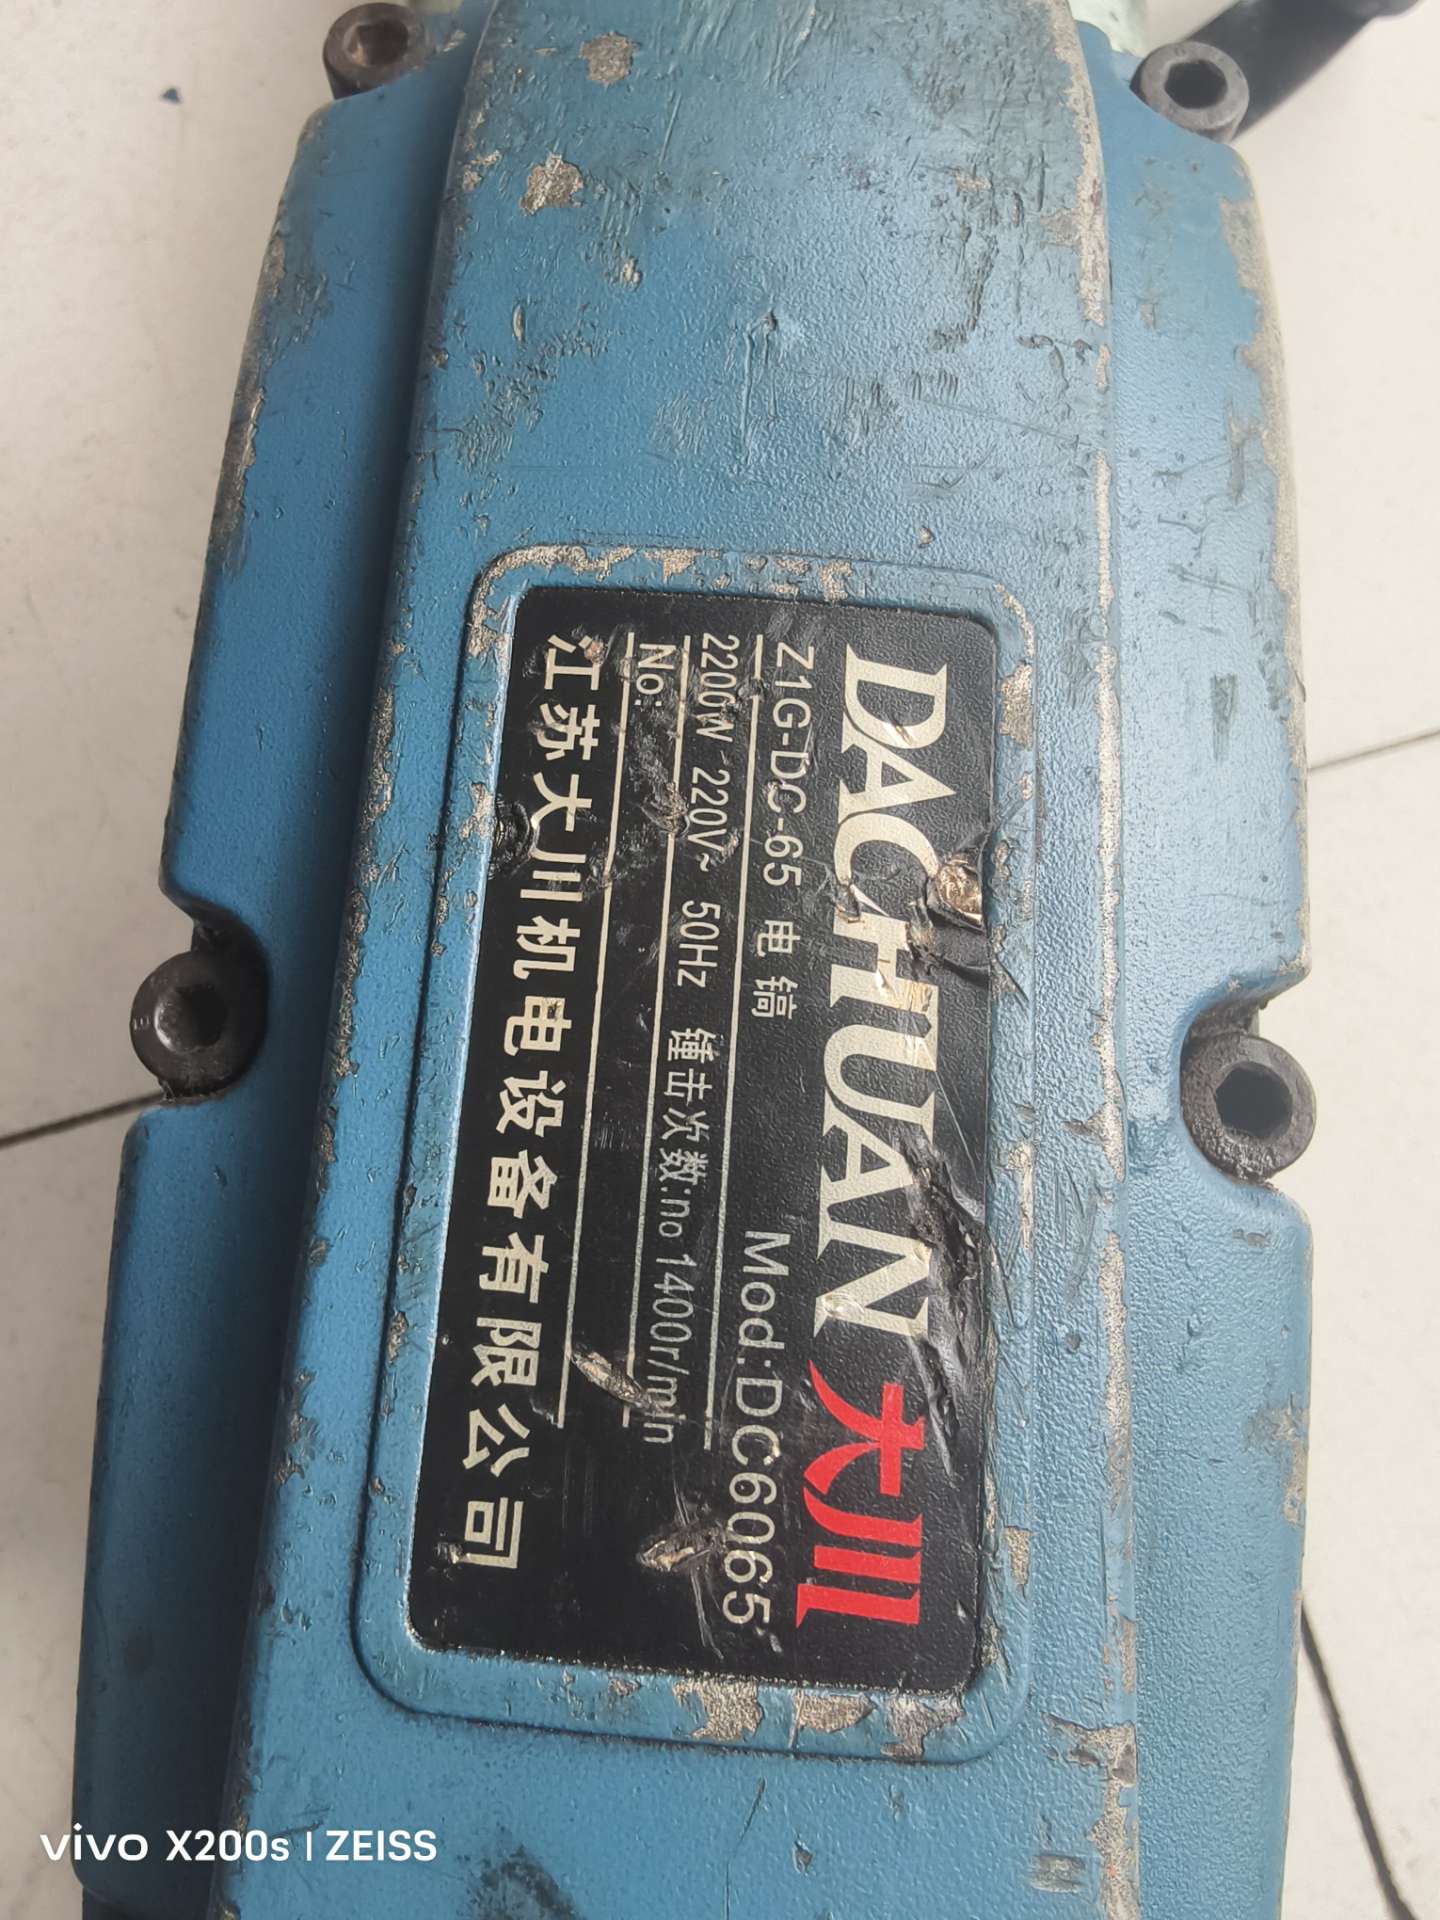 DACHUAN 大川
Z1G-DC-65 电镐 Mod:DC6065
2200W 220V~ 50Hz 锤击次数:no 1400r/min
No:
江苏大川机电设备有限公司
vivo X200s | ZEISS